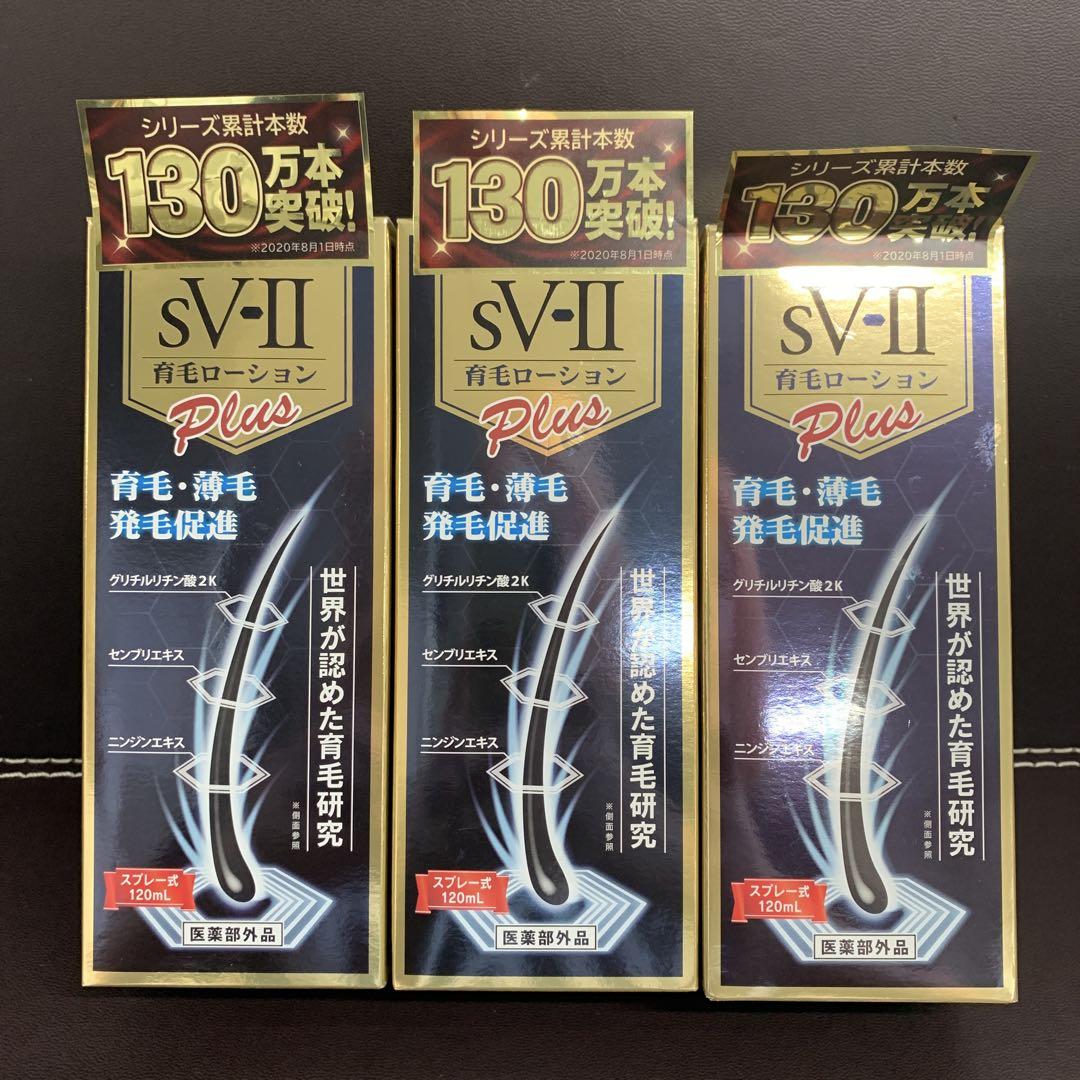 シリーズ累計本数
130万本
突破!
※2020年8月1日時点
sV-II
育毛ローション
Plus
育毛・薄毛
発毛促進
グリチルリチン酸2K
センブリエキス
ニンジンエキス
世界が認めた育毛研究
※側面参照
スプレー式
120mL
医薬部外品
シリーズ累計本数
130万本
突破!
※2020年8月1日時点
sV-II
育毛ローション
Plus
育毛・薄毛
発毛促進
グリチルリチン酸2K
センブリエキス
ニンジンエキス
世界が認めた育毛研究
※側面参照
スプレー式
120mL
医薬部外品
シリーズ累計本数
130万本
突破!
※2020年8月1日時点
sV-II
育毛ローション
Plus
育毛・薄毛
発毛促進
グリチルリチン酸2K
センブリエキス
ニンジンエキス
世界が認めた育毛研究
※側面参照
スプレー式
120mL
医薬部外品